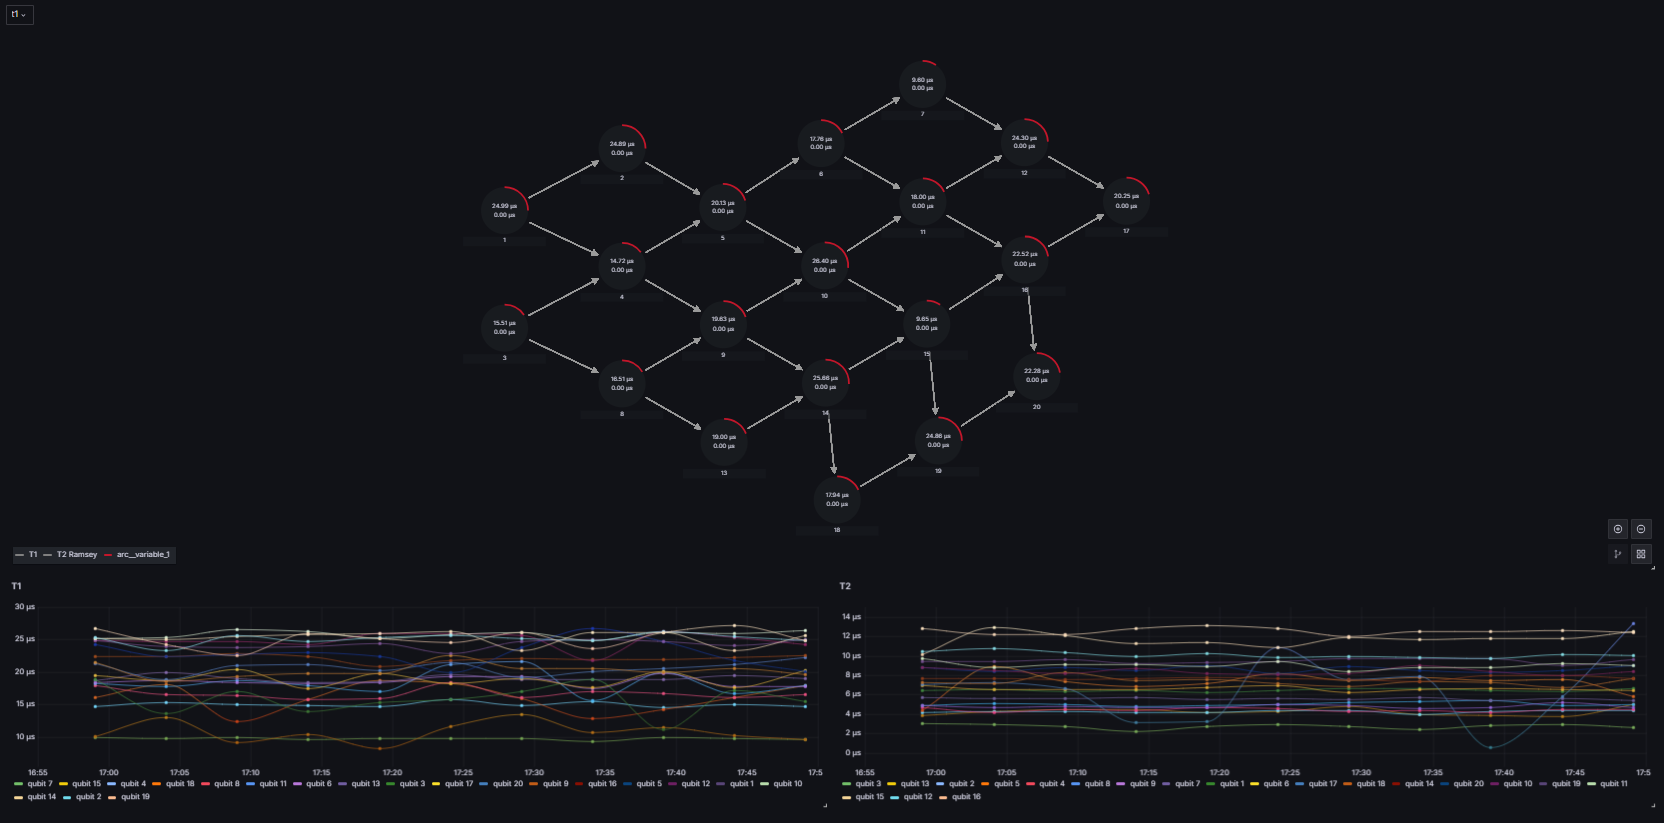 t1
9.60 µs
0.00 µs
7
24.89 µs
0.00 µs
2
17.76 µs
0.00 µs
6
24.30 µs
0.00 µs
12
24.99 µs
0.00 µs
1
20.13 µs
0.00 µs
5
18.00 µs
0.00 µs
11
20.25 µs
0.00 µs
17
14.72 µs
0.00 µs
4
26.40 µs
0.00 µs
10
22.52 µs
0.00 µs
16
15.51 µs
0.00 µs
3
19.63 µs
0.00 µs
9
9.65 µs
0.00 µs
15
16.51 µs
0.00 µs
8
25.66 µs
0.00 µs
14
22.28 µs
0.00 µs
20
19.00 µs
0.00 µs
13
24.86 µs
0.00 µs
19
17.94 µs
0.00 µs
18
T1 T2 Ramsey arc__variable_1
T1
30 µs
25 µs
20 µs
15 µs
10 µs
16:55 17:00 17:05 17:10 17:15 17:20 17:25 17:30 17:35 17:40 17:45 17:5
qubit 7 qubit 15 qubit 4 qubit 18 qubit 8 qubit 11 qubit 6 qubit 13 qubit 3 qubit 17 qubit 20 qubit 9 qubit 16 qubit 5 qubit 12 qubit 1 qubit 10
qubit 14 qubit 2 qubit 19
T2
14 µs
12 µs
10 µs
8 µs
6 µs
4 µs
2 µs
0 µs
16:55 17:00 17:05 17:10 17:15 17:20 17:25 17:30 17:35 17:40 17:45 17:5
qubit 3 qubit 13 qubit 2 qubit 5 qubit 4 qubit 8 qubit 9 qubit 7 qubit 1 qubit 6 qubit 17 qubit 18 qubit 14 qubit 20 qubit 10 qubit 19 qubit 11
qubit 15 qubit 12 qubit 16